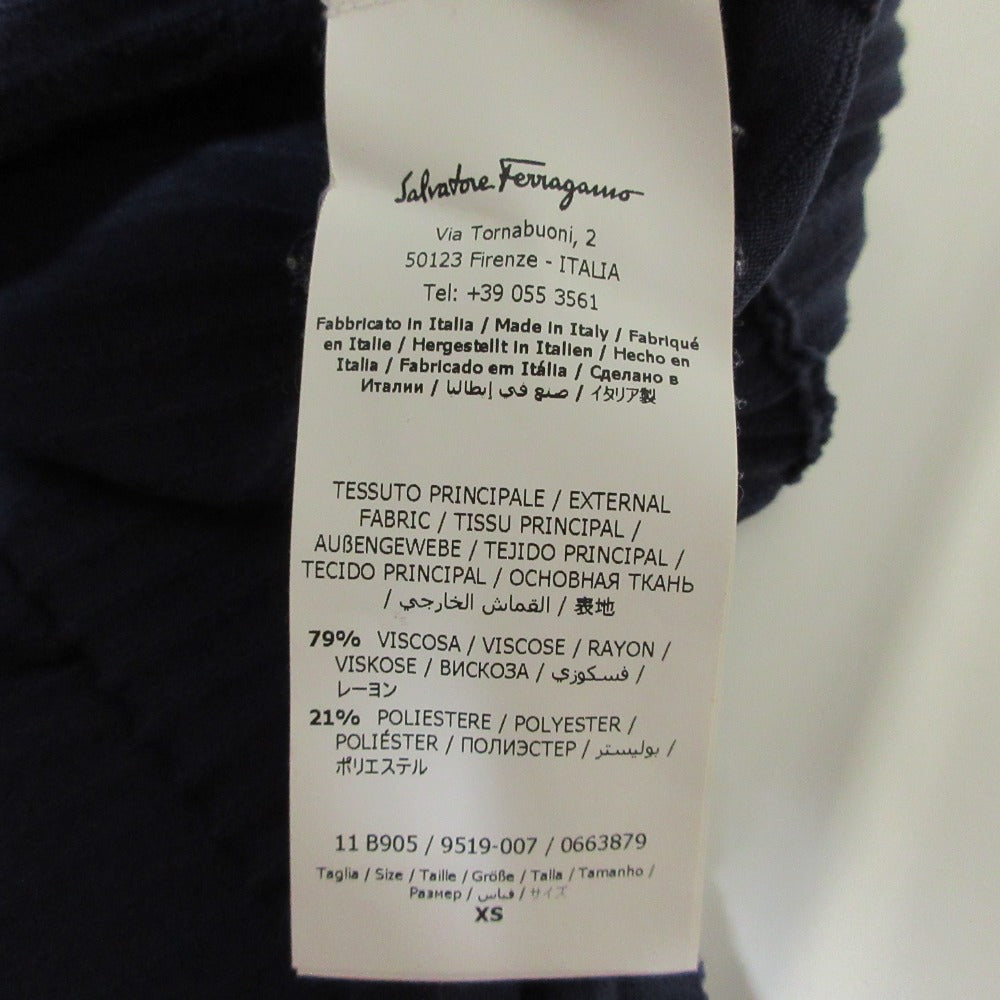 Salvatore Ferragamo
Via Tornabuoni, 2
50123 Firenze - ITALIA
Tel: +39 055 3561
Fabbricato in Italia / Made in Italy / Fabriqué
en Italie / Hergestellt in Italien / Hecho en
Italia / Fabricado em Itália / Сделано в
Италии / صنع في إيطاليا / イタリア製
TESSUTO PRINCIPALE / EXTERNAL
FABRIC / TISSU PRINCIPAL /
AUßENGEWEBE / TEJIDO PRINCIPAL /
TECIDO PRINCIPAL / ОСНОВНАЯ ТКАНЬ
/ القماش الخارجي / 表地
79% VISCOSA / VISCOSE / RAYON /
VISKOSE / ВИСКОЗА / فسكوزي /
レーヨン
21% POLIESTERE / POLYESTER /
POLIÉSTER / ПОЛИЭСТЕР / بوليستر /
ポリエステル
11 B905 / 9519-007 / 0663879
Taglia / Size / Taille / Größe / Talla / Tamanho /
Размер / قياس / サイズ
XS